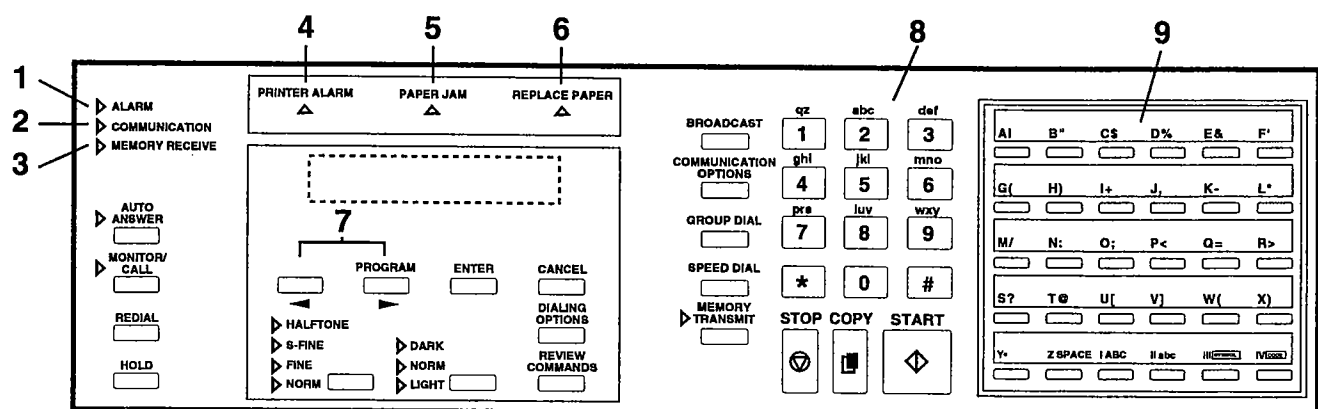 4 5 6 8 9
1 2 3
PRINTER ALARM PAPER JAM REPLACE PAPER
ALARM
COMMUNICATION
MEMORY RECEIVE
AUTO ANSWER
MONITOR/ CALL
REDIAL
HOLD
7
PROGRAM ENTER CANCEL
DIALING OPTIONS
REVIEW COMMANDS
HALFTONE
S-FINE
FINE
NORM
DARK
NORM
LIGHT
BROADCAST
COMMUNICATION OPTIONS
GROUP DIAL
SPEED DIAL
MEMORY TRANSMIT
qz abc def
1 2 3
ghi jkl mno
4 5 6
prs tuv wxy
7 8 9
* 0 #
STOP COPY START
A! B" C$ D% E& F'
G( H) I+ J, K- L*
M/ N: O; P< Q= R>
S? T@ U[ V] W( X)
Z SPACE I ABC II abc III SYMBOL IV CODE